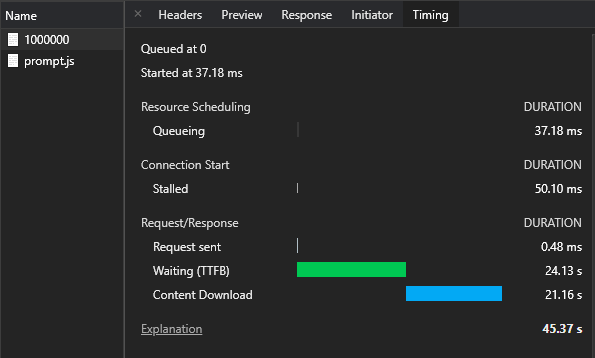 Name
1000000
prompt.js
× Headers Preview Response Initiator Timing
Queued at 0
Started at 37.18 ms
Resource Scheduling DURATION
Queueing 37.18 ms
Connection Start DURATION
Stalled 50.10 ms
Request/Response DURATION
Request sent 0.48 ms
Waiting (TTFB) 24.13 s
Content Download 21.16 s
Explanation 45.37 s